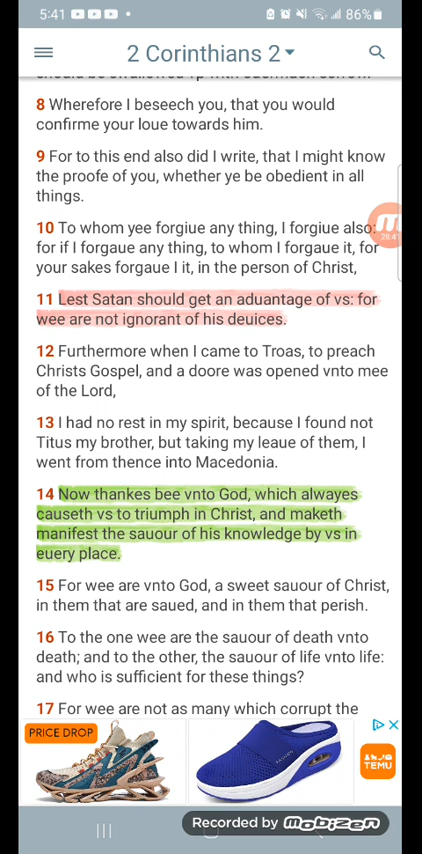 5:41
86%
2 Corinthians 2
8 Wherefore I beseech you, that you would
confirme your loue towards him.
9 For to this end also did I write, that I might know
the proofe of you, whether ye be obedient in all
things.
10 To whom yee forgiue any thing, I forgiue also:
for if I forgaue any thing, to whom I forgaue it, for
your sakes forgaue I it, in the person of Christ,
28:41
11 Lest Satan should get an aduantage of vs: for
wee are not ignorant of his deuices.
12 Furthermore when I came to Troas, to preach
Christs Gospel, and a doore was opened vnto mee
of the Lord,
13 I had no rest in my spirit, because I found not
Titus my brother, but taking my leaue of them, I
went from thence into Macedonia.
14 Now thankes bee vnto God, which alwayes
causeth vs to triumph in Christ, and maketh
manifest the sauour of his knowledge by vs in
euery place.
15 For wee are vnto God, a sweet sauour of Christ,
in them that are saued, and in them that perish.
16 To the one wee are the sauour of death vnto
death; and to the other, the sauour of life vnto life:
and who is sufficient for these things?
17 For wee are not as many which corrupt the
PRICE DROP
TEMU
Recorded by mobizen